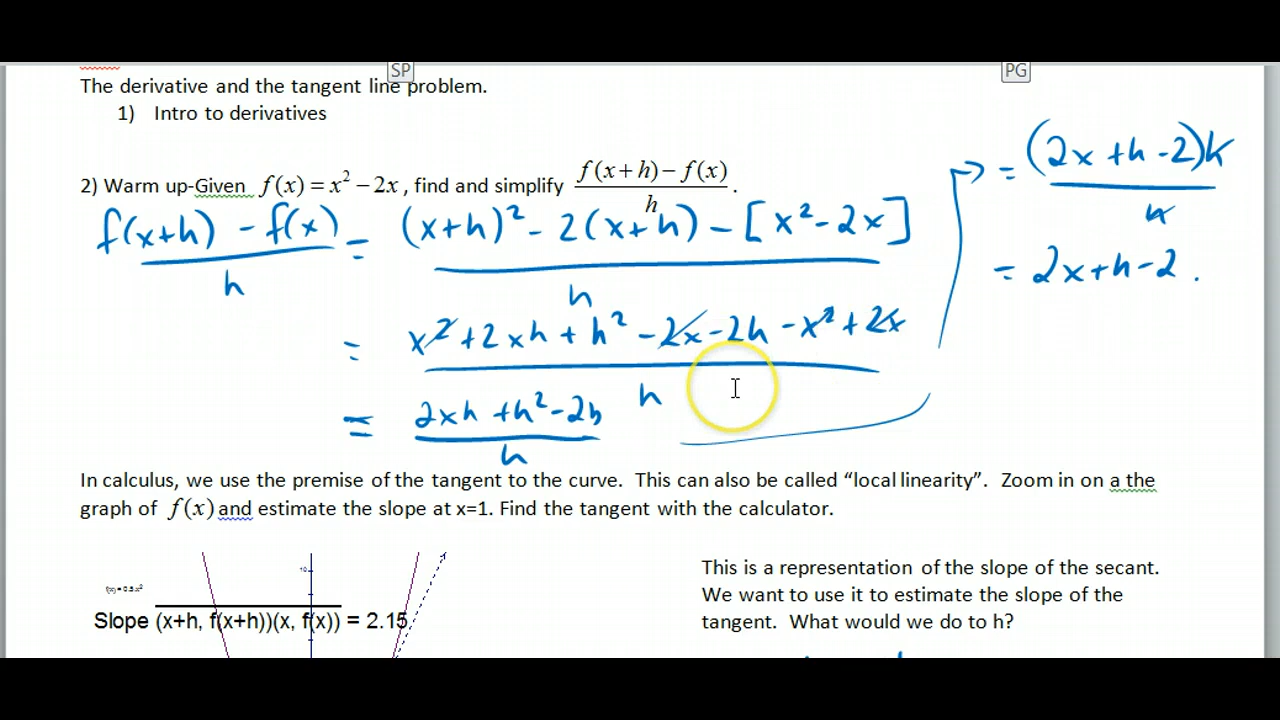 SP PG
The derivative and the tangent line problem.
1) Intro to derivatives
2) Warm up-Given f(x) = x² − 2x, find and simplify (f(x+h) − f(x))/h.
(f(x+h) - f(x))/h = ((x+h)² - 2(x+h) - [x² - 2x])/h
= (x² + 2xh + h² - 2x - 2h - x² + 2x)/h
= (2xh + h² - 2h)/h
= ((2x + h - 2)h)/h
= 2x + h - 2.
In calculus, we use the premise of the tangent to the curve. This can also be called “local linearity”. Zoom in on a the
graph of f(x) and estimate the slope at x=1. Find the tangent with the calculator.
Slope (x+h, f(x+h))(x, f(x)) = 2.15
This is a representation of the slope of the secant.
We want to use it to estimate the slope of the
tangent. What would we do to h?